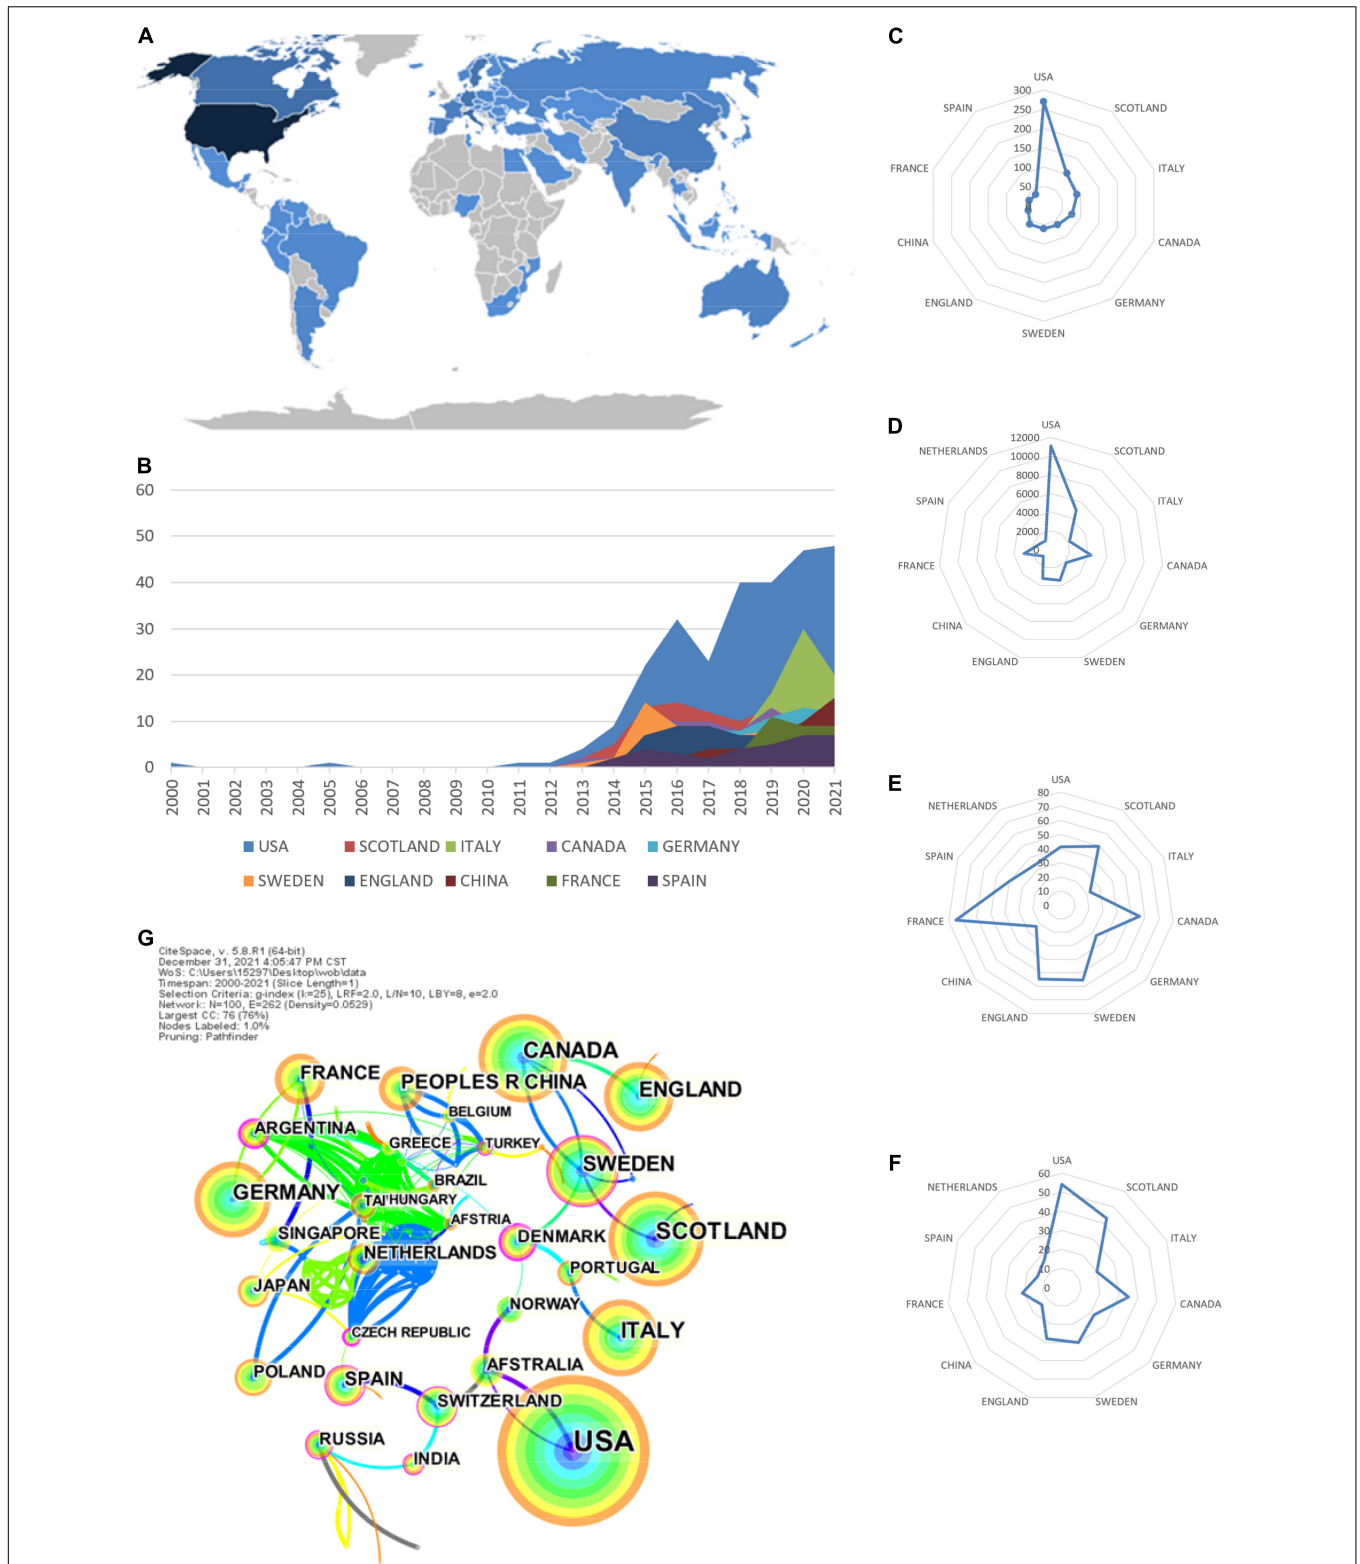 A
B
60
50
40
30
20
10
0
2000 2001 2002 2003 2004 2005 2006 2007 2008 2009 2010 2011 2012 2013 2014 2015 2016 2017 2018 2019 2020 2021
USA SCOTLAND ITALY CANADA GERMANY
SWEDEN ENGLAND CHINA FRANCE SPAIN
G
CiteSpace, v. 5.8.R1 (64-bit)
December 31, 2021 4:05:47 PM CST
WoS: C:\Users\15297\Desktop\wob\data
Timespan: 2000-2021 (Slice Length=1)
Selection Criteria: g-index (k=25), LRF=2.0, L/N=10, LBY=8, e=2.0
Network: N=100, E=262 (Density=0.0529)
Largest CC: 76 (76%)
Nodes Labeled: 1.0%
Pruning: Pathfinder
CANADA
FRANCE
PEOPLES R CHINA
ENGLAND
BELGIUM
ARGENTINA
GREECE
TURKEY
SWEDEN
BRAZIL
GERMANY
TAI
HUNGARY
AFSTRIA
SCOTLAND
SINGAPORE
DENMARK
NETHERLANDS
PORTUGAL
JAPAN
NORWAY
CZECH REPUBLIC
ITALY
AFSTRALIA
POLAND
SPAIN
SWITZERLAND
RUSSIA
USA
INDIA
C
USA
300
250
200
150
100
50
SPAIN
SCOTLAND
FRANCE
ITALY
CHINA
CANADA
ENGLAND
GERMANY
SWEDEN
D
USA
12000
10000
8000
6000
4000
2000
0
NETHERLANDS
SCOTLAND
SPAIN
ITALY
FRANCE
CANADA
CHINA
GERMANY
ENGLAND
SWEDEN
E
USA
80
70
60
50
40
30
20
10
0
NETHERLANDS
SCOTLAND
SPAIN
ITALY
FRANCE
CANADA
CHINA
GERMANY
ENGLAND
SWEDEN
F
USA
60
50
40
30
20
10
0
NETHERLANDS
SCOTLAND
SPAIN
ITALY
FRANCE
CANADA
CHINA
GERMANY
ENGLAND
SWEDEN